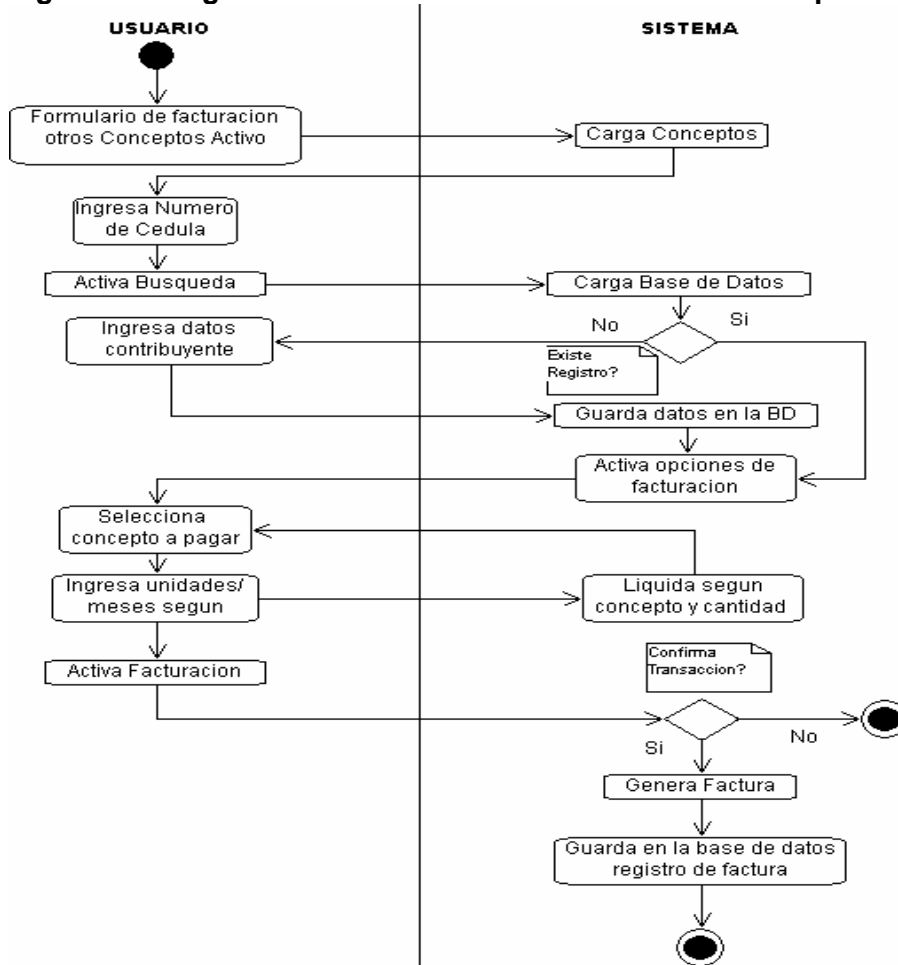 USUARIO
SISTEMA
Formulario de facturacion
otros Conceptos Activo
Carga Conceptos
Ingresa Numero
de Cedula
Activa Busqueda
Carga Base de Datos
No
Si
Ingresa datos
contribuyente
Existe
Registro?
Guarda datos en la BD
Activa opciones de
facturacion
Selecciona
concepto a pagar
Ingresa unidades/
meses segun
Liquida segun
concepto y cantidad
Confirma
Transaccion?
Activa Facturacion
Si
No
Genera Factura
Guarda en la base de datos
registro de factura